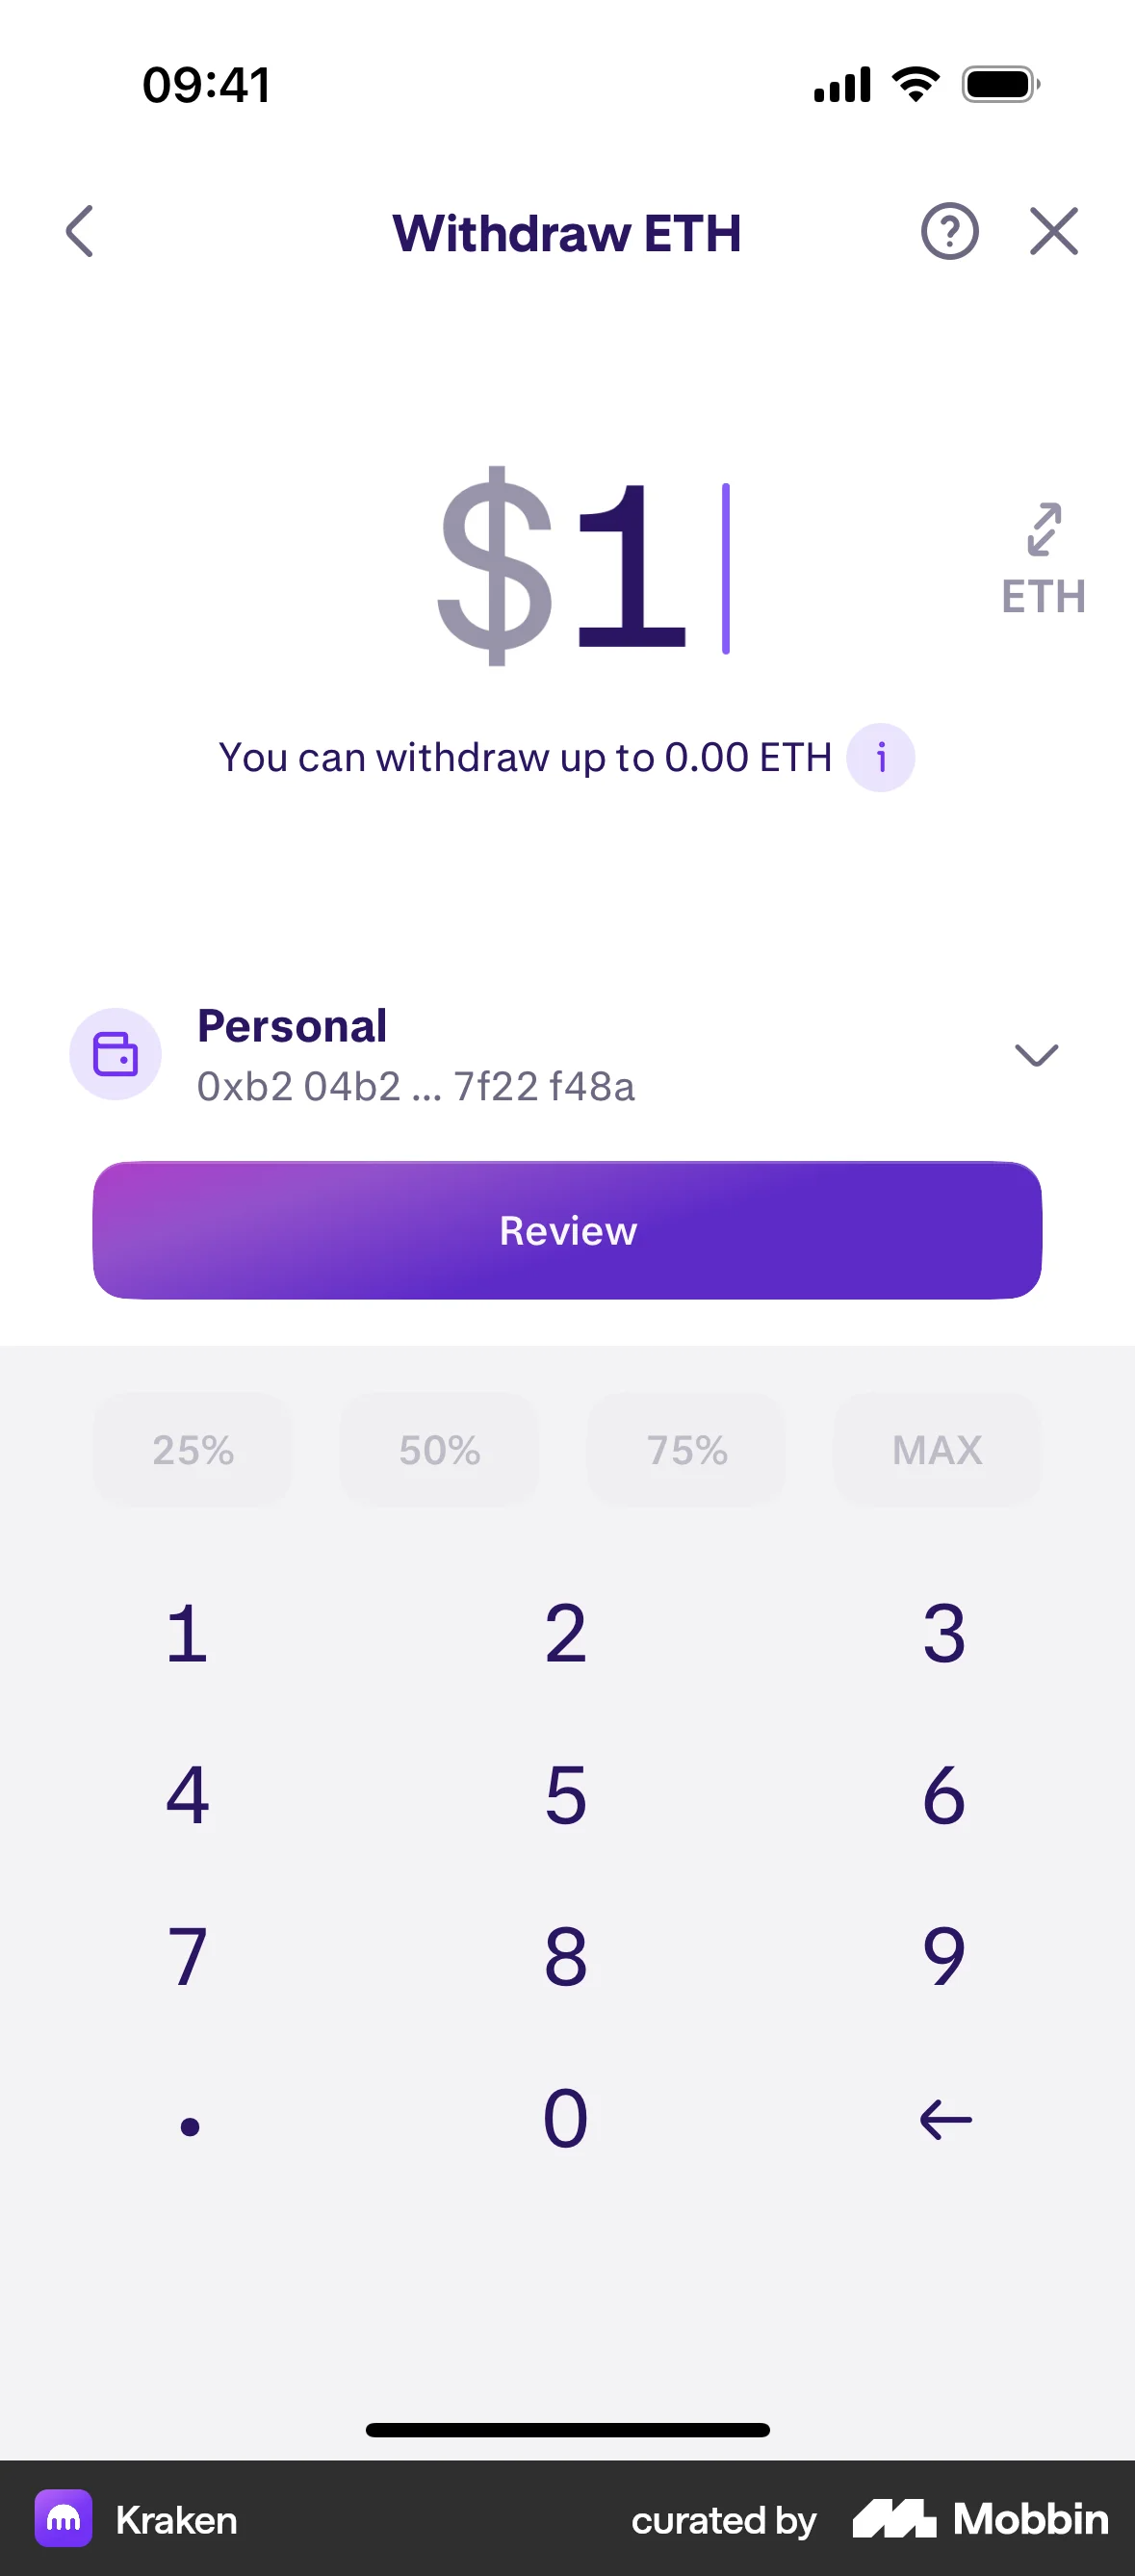 09:41
Withdraw ETH
$1
ETH
You can withdraw up to 0.00 ETH
Personal
0xb2 04b2 ... 7f22 f48a
Review
25% 50% 75% MAX
1 2 3
4 5 6
7 8 9
. 0
Kraken curated by Mobbin